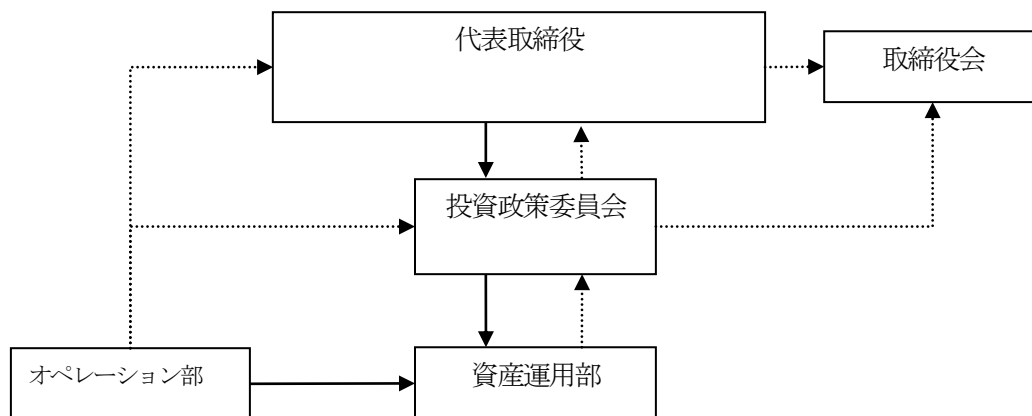 代表取締役
取締役会
投資政策委員会
オペレーション部
資産運用部